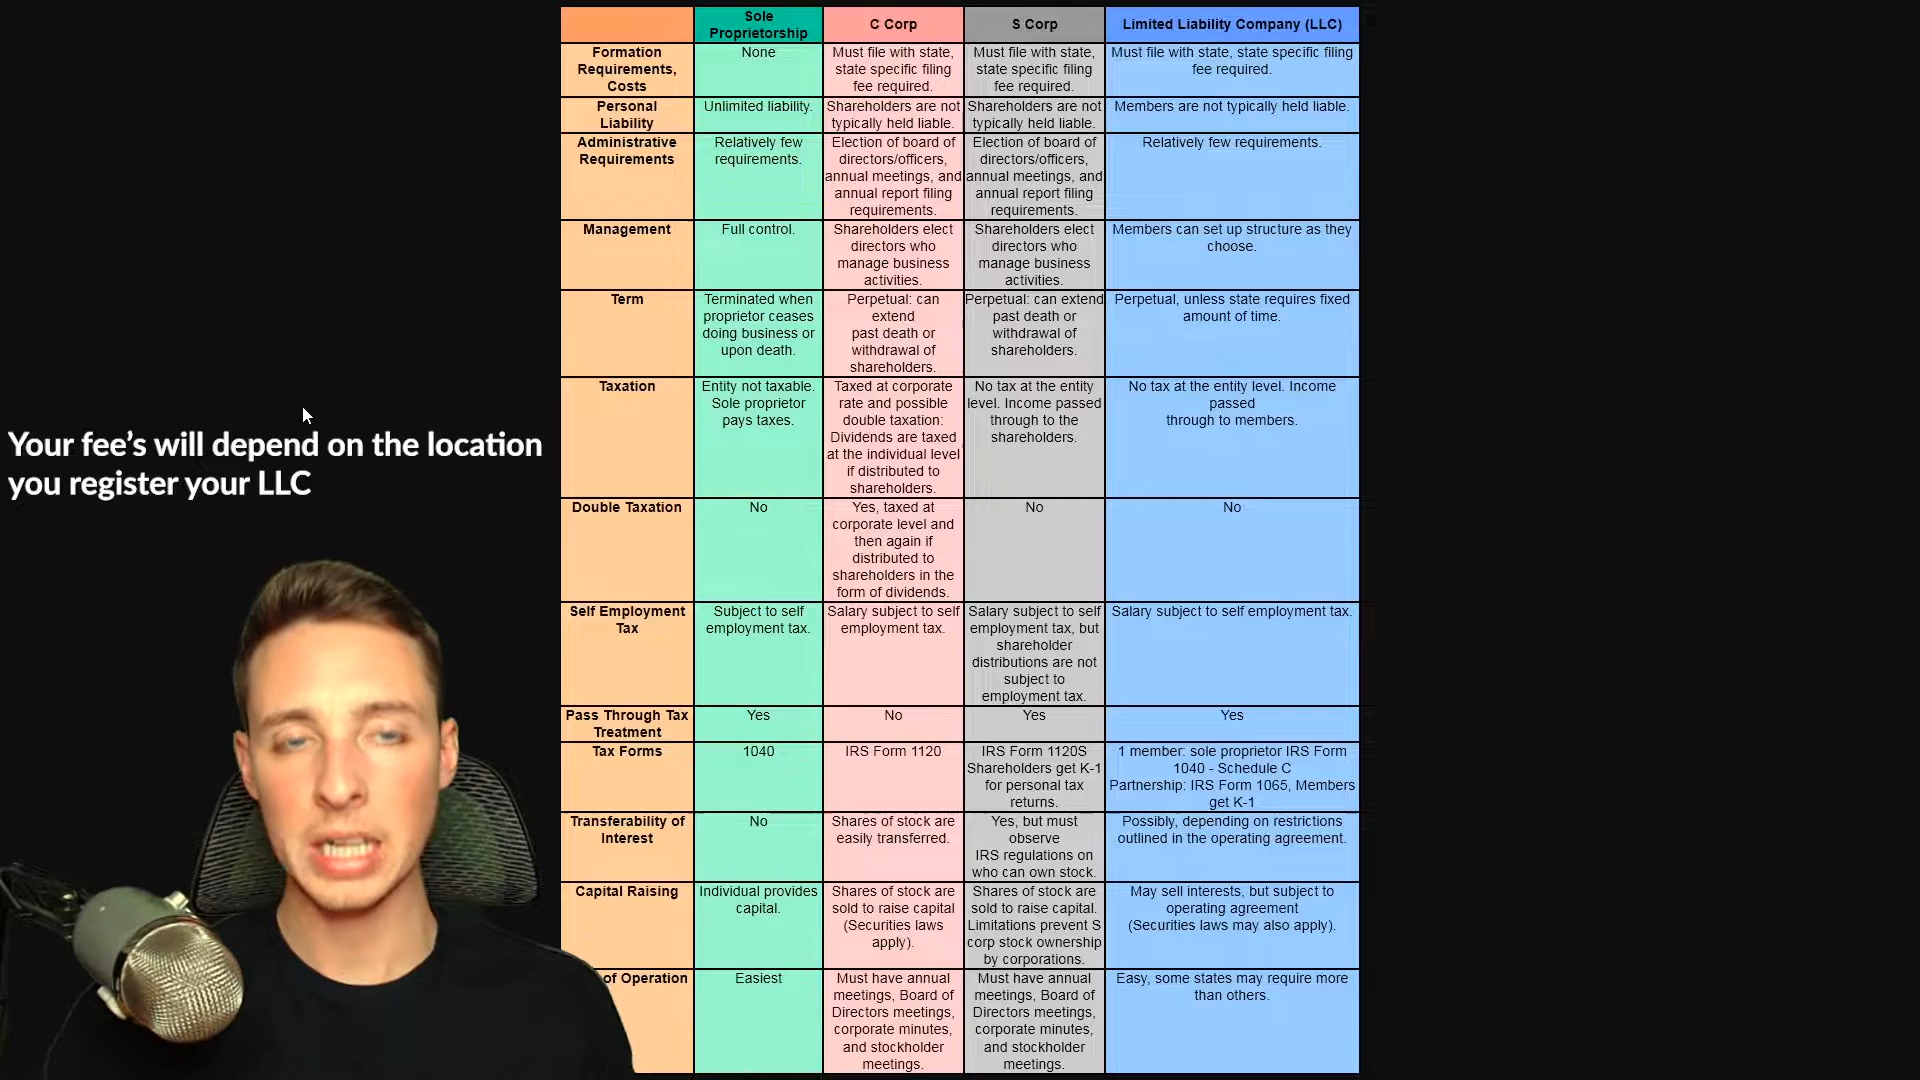 Sole
Proprietorship
C Corp
S Corp
Limited Liability Company (LLC)
Formation
Requirements,
Costs
None
Must file with state,
state specific filing
fee required.
Must file with state,
state specific filing
fee required.
Must file with state, state specific filing
fee required.
Personal
Liability
Unlimited liability.
Shareholders are not
typically held liable.
Shareholders are not
typically held liable.
Members are not typically held liable.
Administrative
Requirements
Relatively few
requirements.
Election of board of
directors/officers,
annual meetings, and
annual report filing
requirements.
Election of board of
directors/officers,
annual meetings, and
annual report filing
requirements.
Relatively few requirements.
Management
Full control.
Shareholders elect
directors who
manage business
activities.
Shareholders elect
directors who
manage business
activities.
Members can set up structure as they
choose.
Term
Terminated when
proprietor ceases
doing business or
upon death.
Perpetual: can
extend
past death or
withdrawal of
shareholders.
Perpetual: can extend
past death or
withdrawal of
shareholders.
Perpetual, unless state requires fixed
amount of time.
Taxation
Entity not taxable.
Sole proprietor
pays taxes.
Taxed at corporate
rate and possible
double taxation:
Dividends are taxed
at the individual level
if distributed to
shareholders.
No tax at the entity
level. Income passed
through to the
shareholders.
No tax at the entity level. Income
passed
through to members.
Your fee's will depend on the location
you register your LLC
Double Taxation
No
Yes, taxed at
corporate level and
then again if
distributed to
shareholders in the
form of dividends.
No
No
Self Employment
Tax
Subject to self
employment tax.
Salary subject to self
employment tax.
Salary subject to self
employment tax, but
shareholder
distributions are not
subject to
employment tax.
Salary subject to self employment tax.
Pass Through Tax
Treatment
Yes
No
Yes
Yes
Tax Forms
1040
IRS Form 1120
IRS Form 1120S
Shareholders get K-1
for personal tax
returns.
1 member: sole proprietor IRS Form
1040 - Schedule C
Partnership: IRS Form 1065, Members
get K-1
Transferability of
Interest
No
Shares of stock are
easily transferred.
Yes, but must
observe
IRS regulations on
who can own stock.
Possibly, depending on restrictions
outlined in the operating agreement.
Capital Raising
Individual provides
capital.
Shares of stock are
sold to raise capital
(Securities laws
apply).
Shares of stock are
sold to raise capital.
Limitations prevent S
corp stock ownership
by corporations.
May sell interests, but subject to
operating agreement
(Securities laws may also apply).
of Operation
Easiest
Must have annual
meetings, Board of
Directors meetings,
corporate minutes,
and stockholder
meetings.
Must have annual
meetings, Board of
Directors meetings,
corporate minutes,
and stockholder
meetings.
Easy, some states may require more
than others.